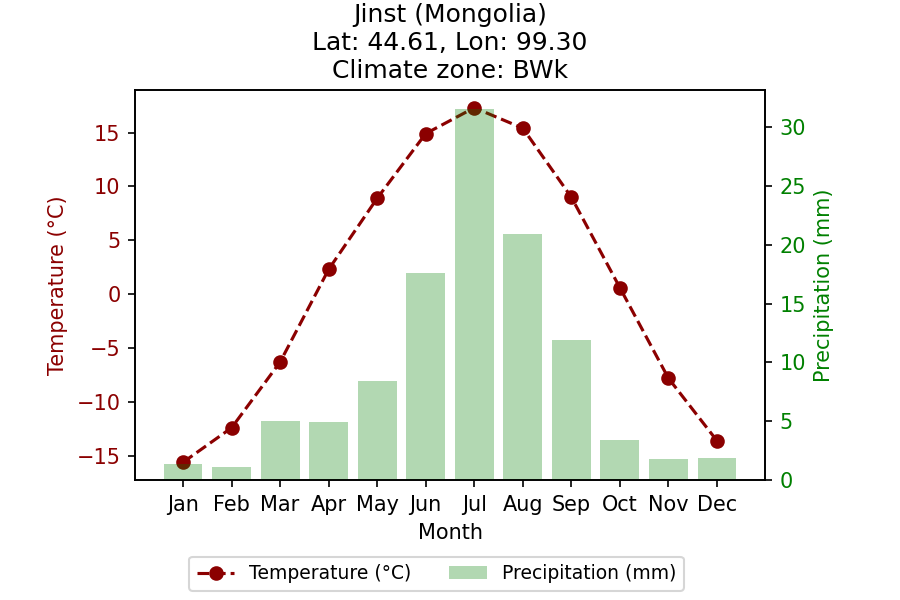 Jinst (Mongolia)
Lat: 44.61, Lon: 99.30
Climate zone: BWk
Temperature (°C)
15
10
5
0
−5
−10
−15
30
25
20
15
10
5
0
Precipitation (mm)
Jan Feb Mar Apr May Jun Jul Aug Sep Oct Nov Dec
Month
Temperature (°C) Precipitation (mm)